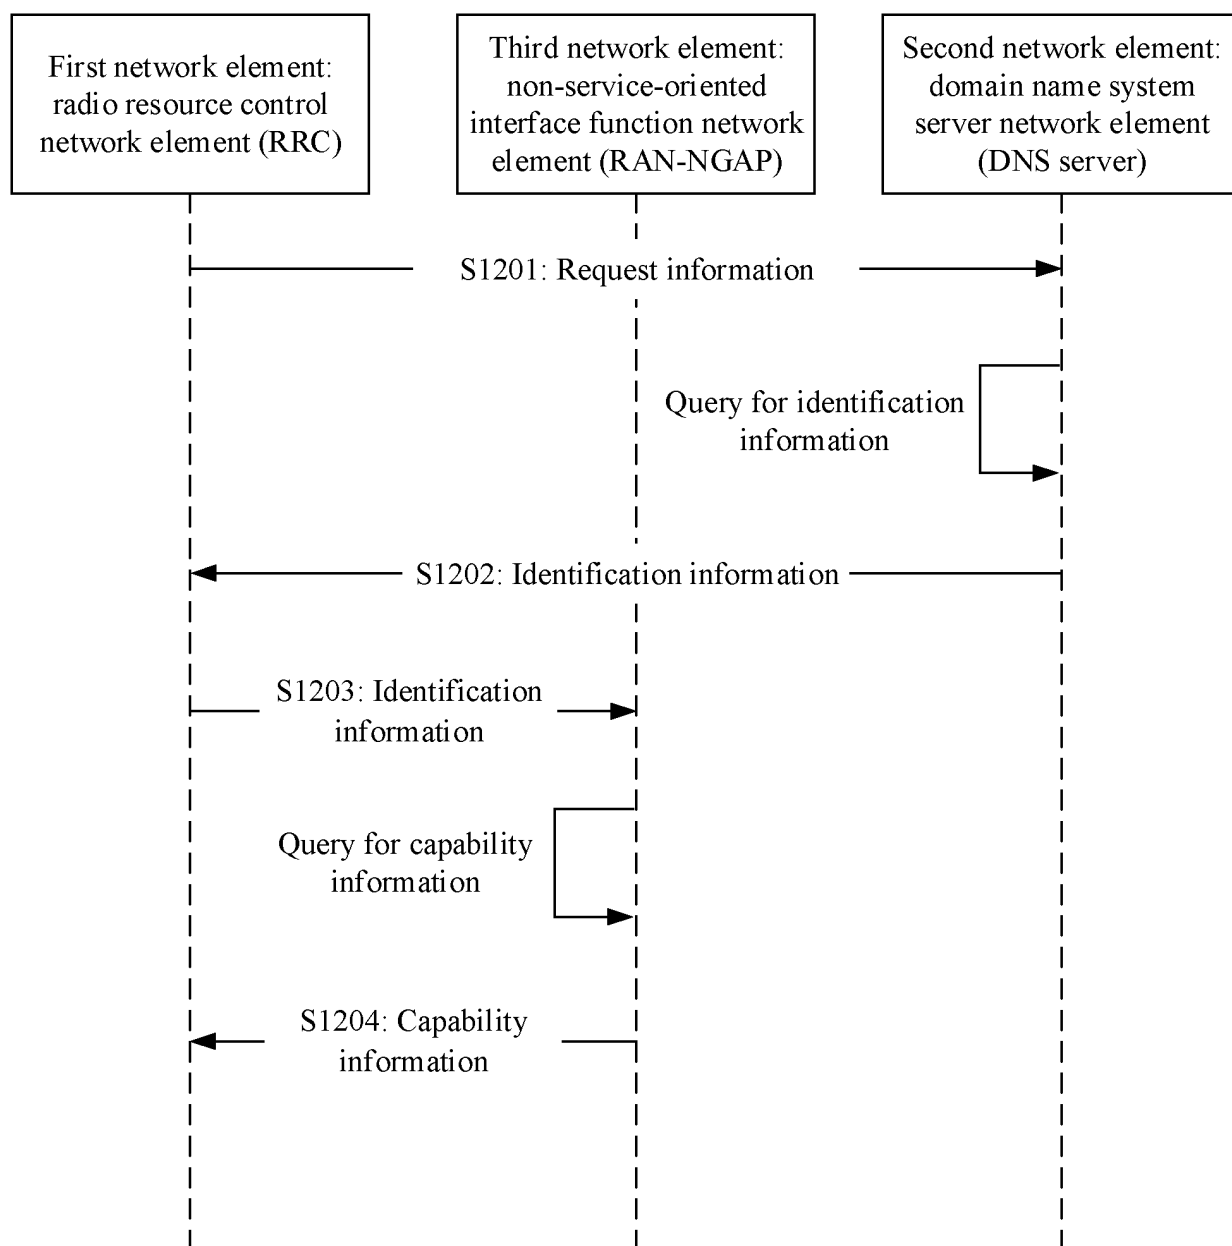 First network element:
radio resource control
network element (RRC)
Third network element:
non-service-oriented
interface function network
element (RAN-NGAP)
Second network element:
domain name system
server network element
(DNS server)
S1201: Request information
Query for identification
information
S1202: Identification information
S1203: Identification
information
Query for capability
information
S1204: Capability
information